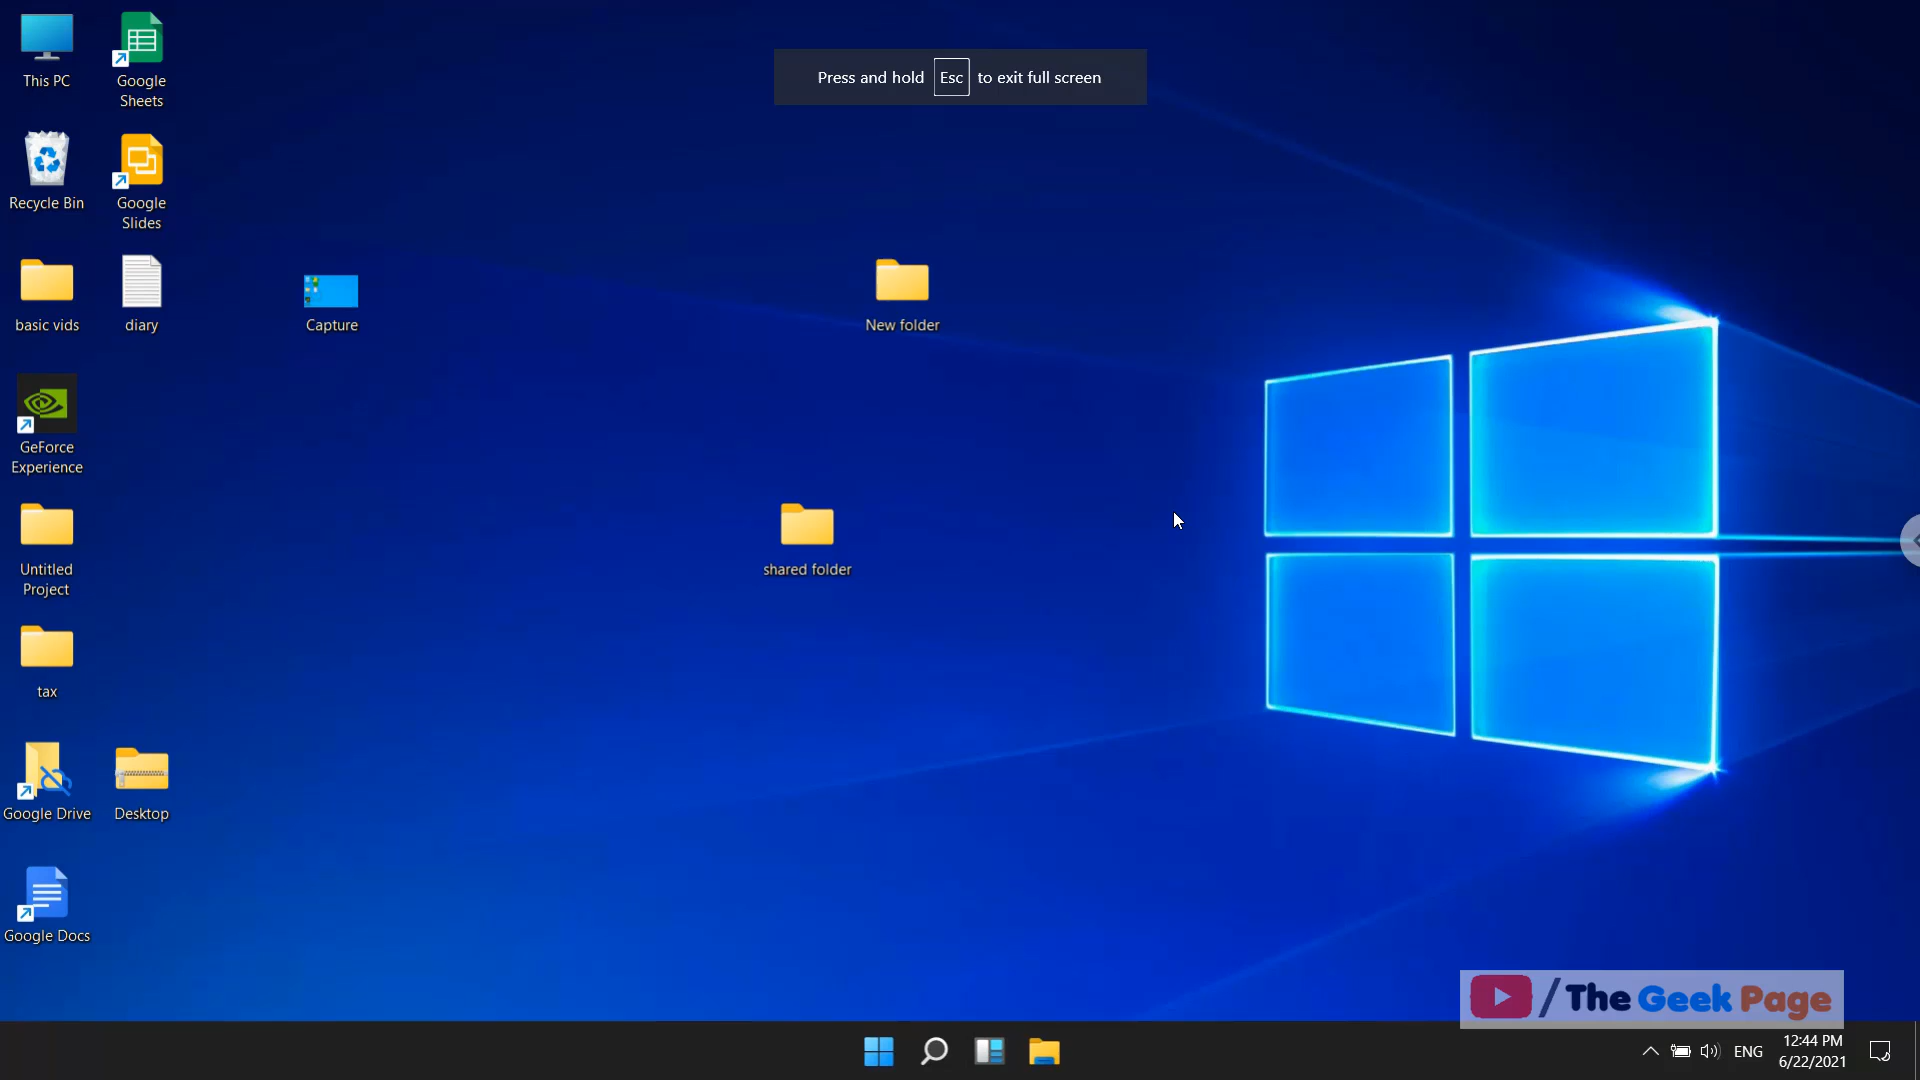 Press and hold Esc to exit full screen
This PC
Google
Sheets
Recycle Bin
Google
Slides
basic vids
diary
Capture
New folder
GeForce
Experience
Untitled
Project
shared folder
tax
Google Drive
Desktop
Google Docs
/The Geek Page
ENG
12:44 PM
6/22/2021